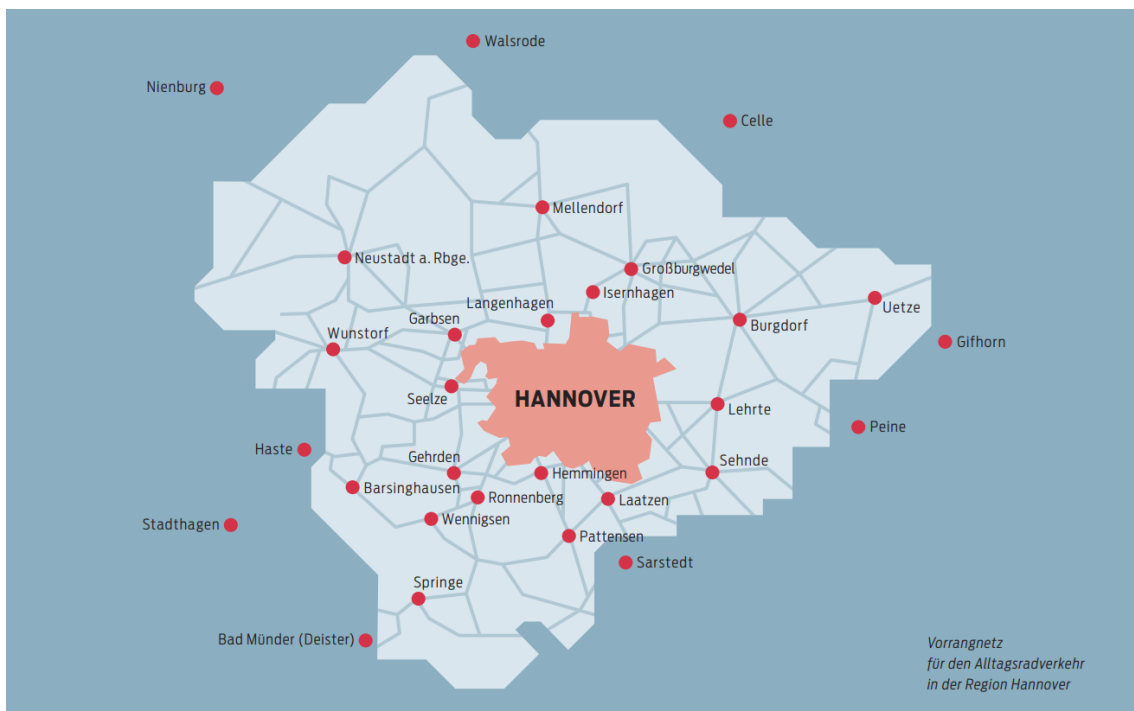 Walsrode
Nienburg
Celle
Mellendorf
Neustadt a. Rbge.
Großburgwedel
Isernhagen
Langenhagen
Uetze
Garbsen
Burgdorf
Wunstorf
Gifhorn
HANNOVER
Seelze
Lehrte
Peine
Haste
Gehrden
Sehnde
Hemmingen
Barsinghausen
Ronnenberg
Laatzen
Wennigsen
Stadthagen
Pattensen
Sarstedt
Springe
Bad Münder (Deister)
Vorrangnetz
für den Alltagsradverkehr
in der Region Hannover